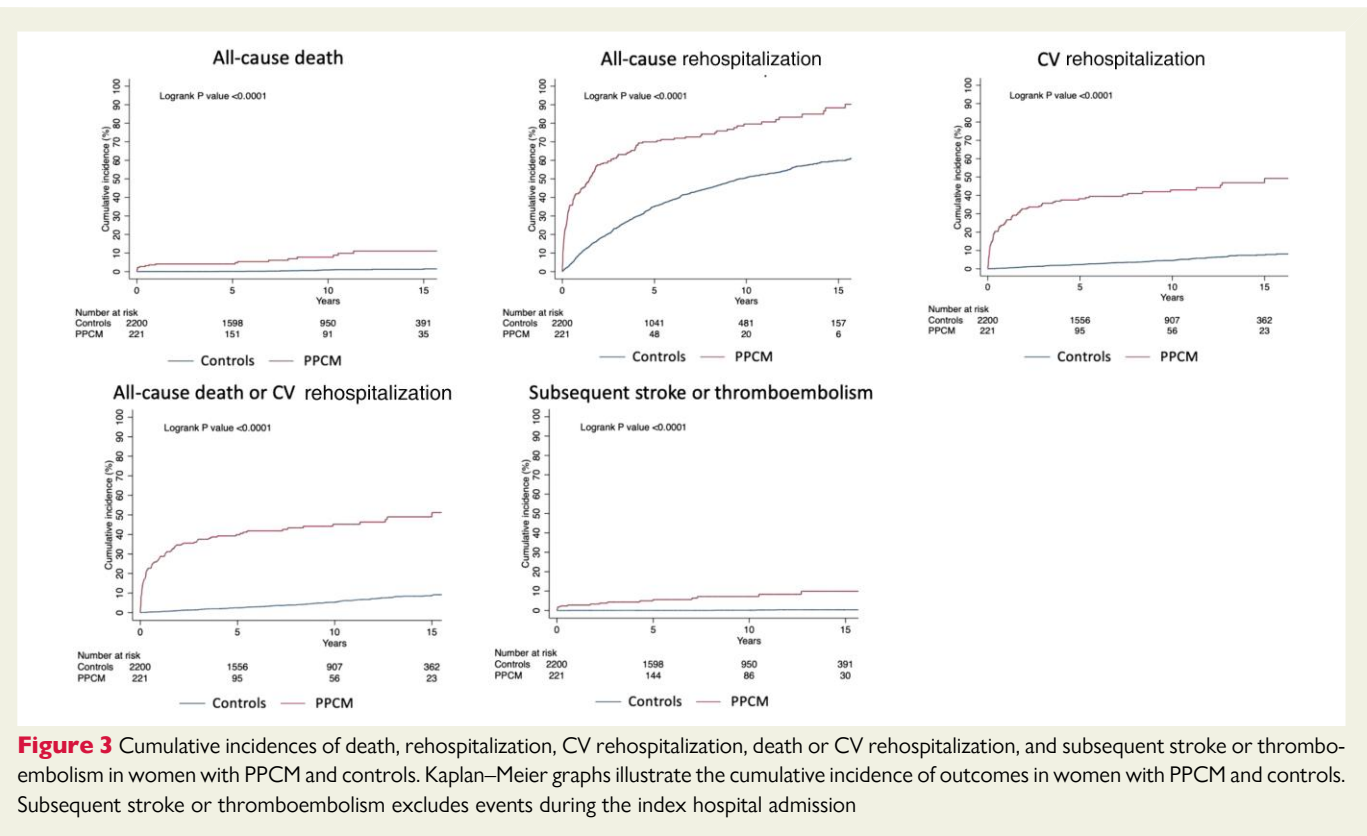 All-cause death
100
90
80
70
60
50
40
30
20
10
0
Cumulative incidence (%)
Logrank P value <0.0001
0 5 10 15
Years
Number at risk
Controls 2200 1598 950 391
PPCM 221 151 91 35
Controls PPCM
All-cause rehospitalization
100
90
80
70
60
50
40
30
20
10
0
Cumulative incidence (%)
Logrank P value <0.0001
0 5 10 15
Years
Number at risk
Controls 2200 1041 481 157
PPCM 221 48 20 6
Controls PPCM
CV rehospitalization
100
90
80
70
60
50
40
30
20
10
0
Cumulative incidence (%)
Logrank P value <0.0001
0 5 10 15
Years
Number at risk
Controls 2200 1556 907 362
PPCM 221 95 56 23
Controls PPCM
All-cause death or CV rehospitalization
100
90
80
70
60
50
40
30
20
10
0
Cumulative incidence (%)
Logrank P value <0.0001
0 5 10 15
Years
Number at risk
Controls 2200 1556 907 362
PPCM 221 95 56 23
Controls PPCM
Subsequent stroke or thromboembolism
100
90
80
70
60
50
40
30
20
10
0
Cumulative incidence (%)
Logrank P value <0.0001
0 5 10 15
Years
Number at risk
Controls 2200 1598 950 391
PPCM 221 144 86 30
Controls PPCM
Figure 3 Cumulative incidences of death, rehospitalization, CV rehospitalization, death or CV rehospitalization, and subsequent stroke or thrombo-
embolism in women with PPCM and controls. Kaplan–Meier graphs illustrate the cumulative incidence of outcomes in women with PPCM and controls.
Subsequent stroke or thromboembolism excludes events during the index hospital admission